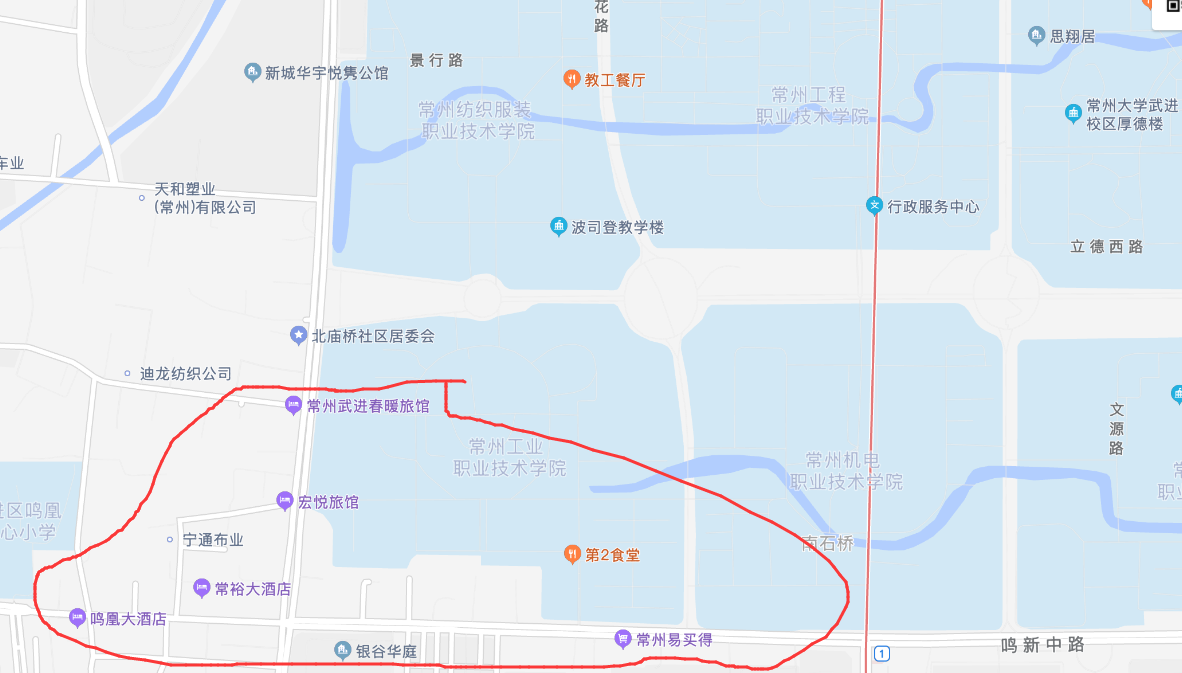 花
路
思翔居
景行路
新城华宇悦隽公馆
教工餐厅
常州纺织服装
职业技术学院
常州工程
职业技术学院
常州大学武进
校区厚德楼
车业
天和塑业
(常州)有限公司
行政服务中心
波司登教学楼
立德西路
北庙桥社区居委会
迪龙纺织公司
常州武进春暖旅馆
文
源
路
常州工业
职业技术学院
常州机电
职业技术学院
常
职业
宏悦旅馆
区鸣凰
心小学
宁通布业
南石桥
第2食堂
常裕大酒店
鸣凰大酒店
常州易买得
鸣新中路
银谷华庭
1